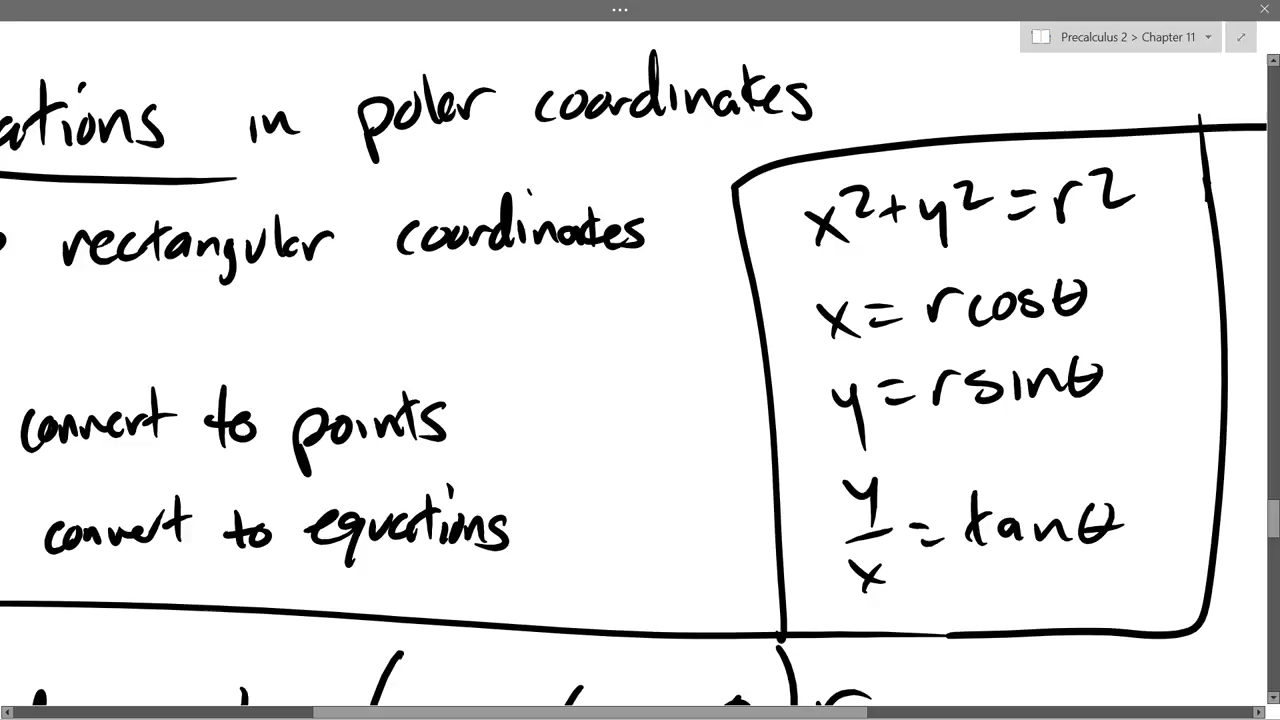 Precalculus 2 > Chapter 11
ations in polar coordinates
rectangular coordinates
convert to points
convert to equations
x²+y²=r²
x=rcosθ
y=rsinθ
y/x=tanθ